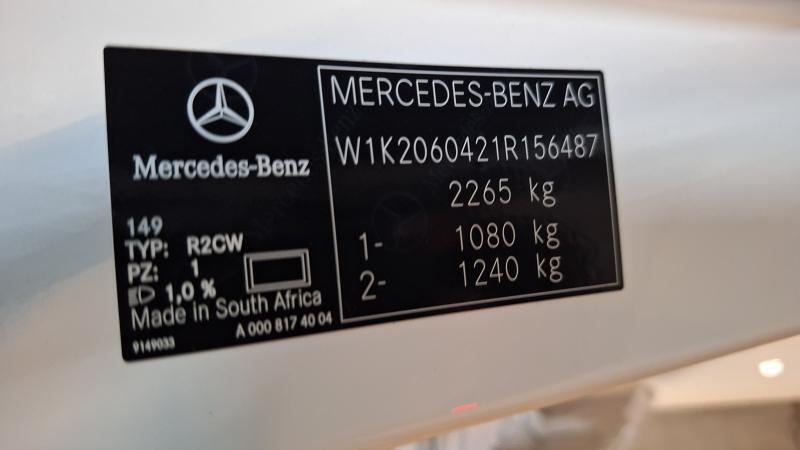 Mercedes-Benz
149
TYP: R2CW
PZ: 1
1,0 %
Made in South Africa
A 000 817 40 04
9149033
MERCEDES-BENZ AG
W1K2060421R156487
2265 kg
1- 1080 kg
2- 1240 kg